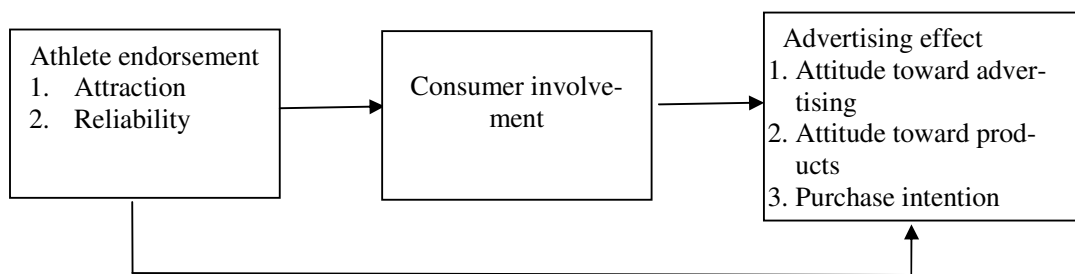 Athlete endorsement
1. Attraction
2. Reliability
Consumer involve-
ment
Advertising effect
1. Attitude toward adver-
tising
2. Attitude toward prod-
ucts
3. Purchase intention